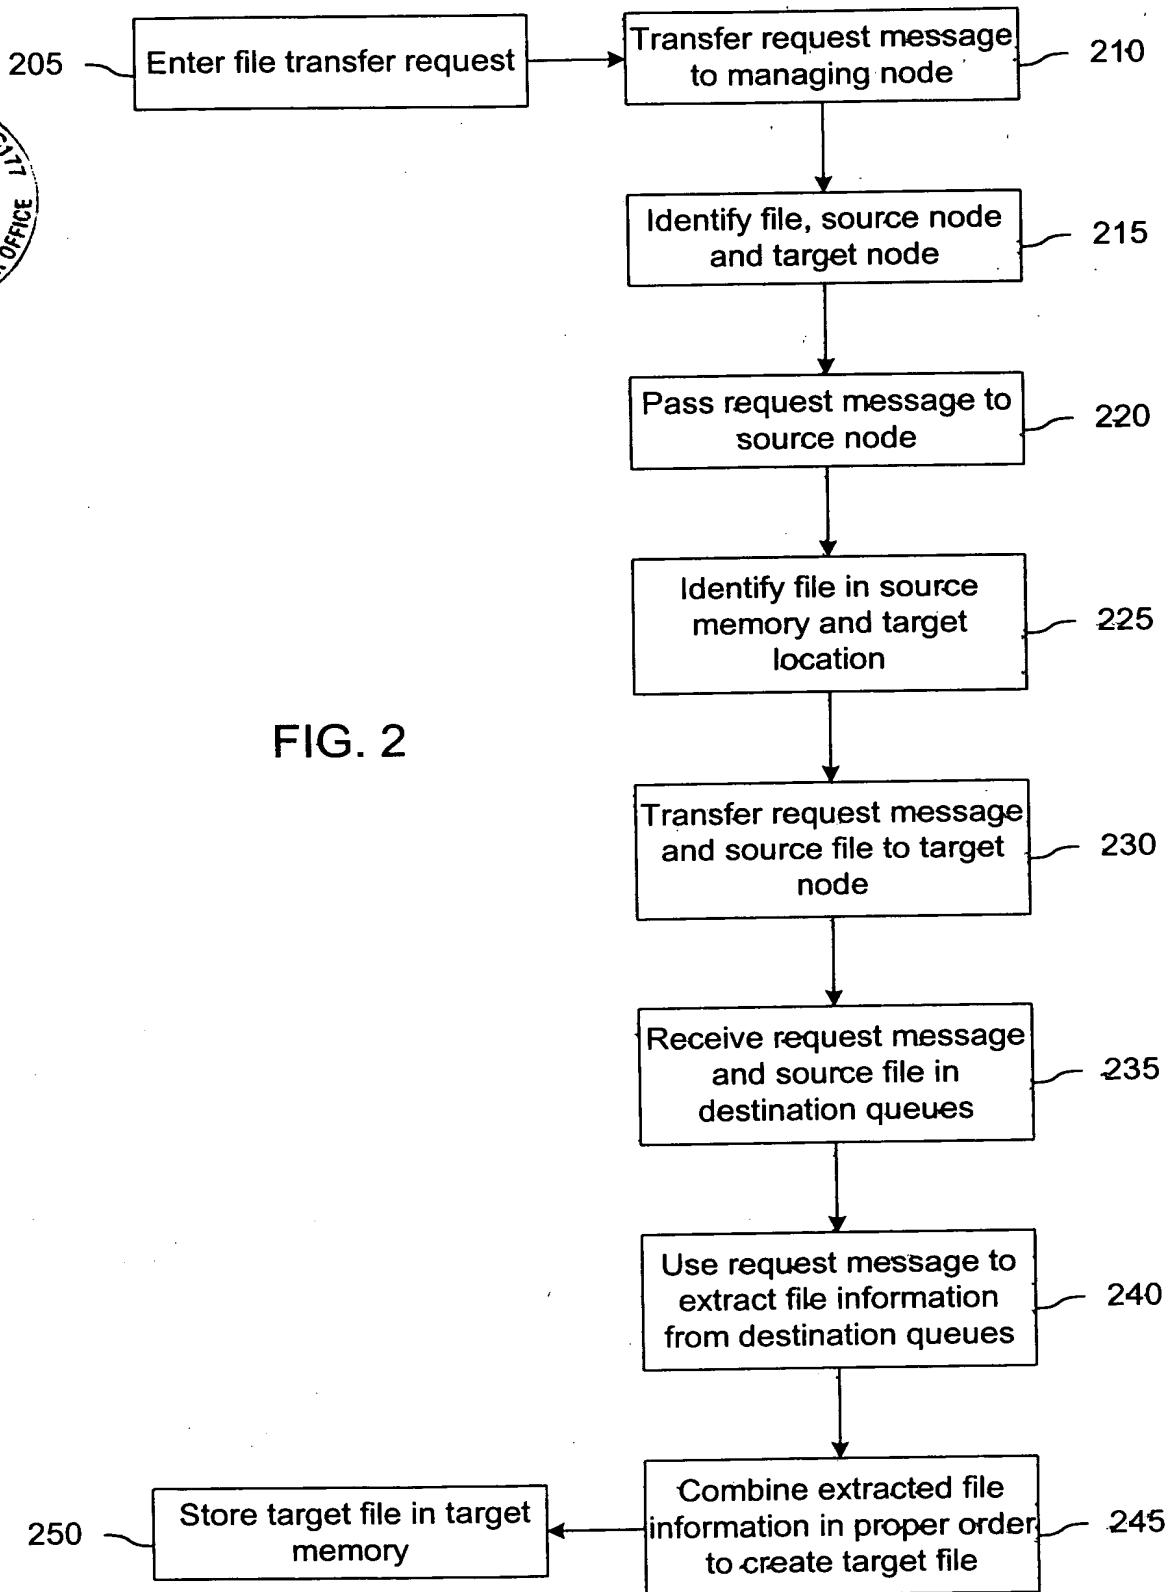 205
Enter file transfer request
Transfer request message
to managing node
210
OFFICE
Identify file, source node
and target node
215
Pass request message to
source node
220
Identify file in source
memory and target
location
225
FIG. 2
Transfer request message
and source file to target
node
230
Receive request message
and source file in
destination queues
235
Use request message to
extract file information
from destination queues
240
Combine extracted file
information in proper order
to create target file
245
Store target file in target
memory
250